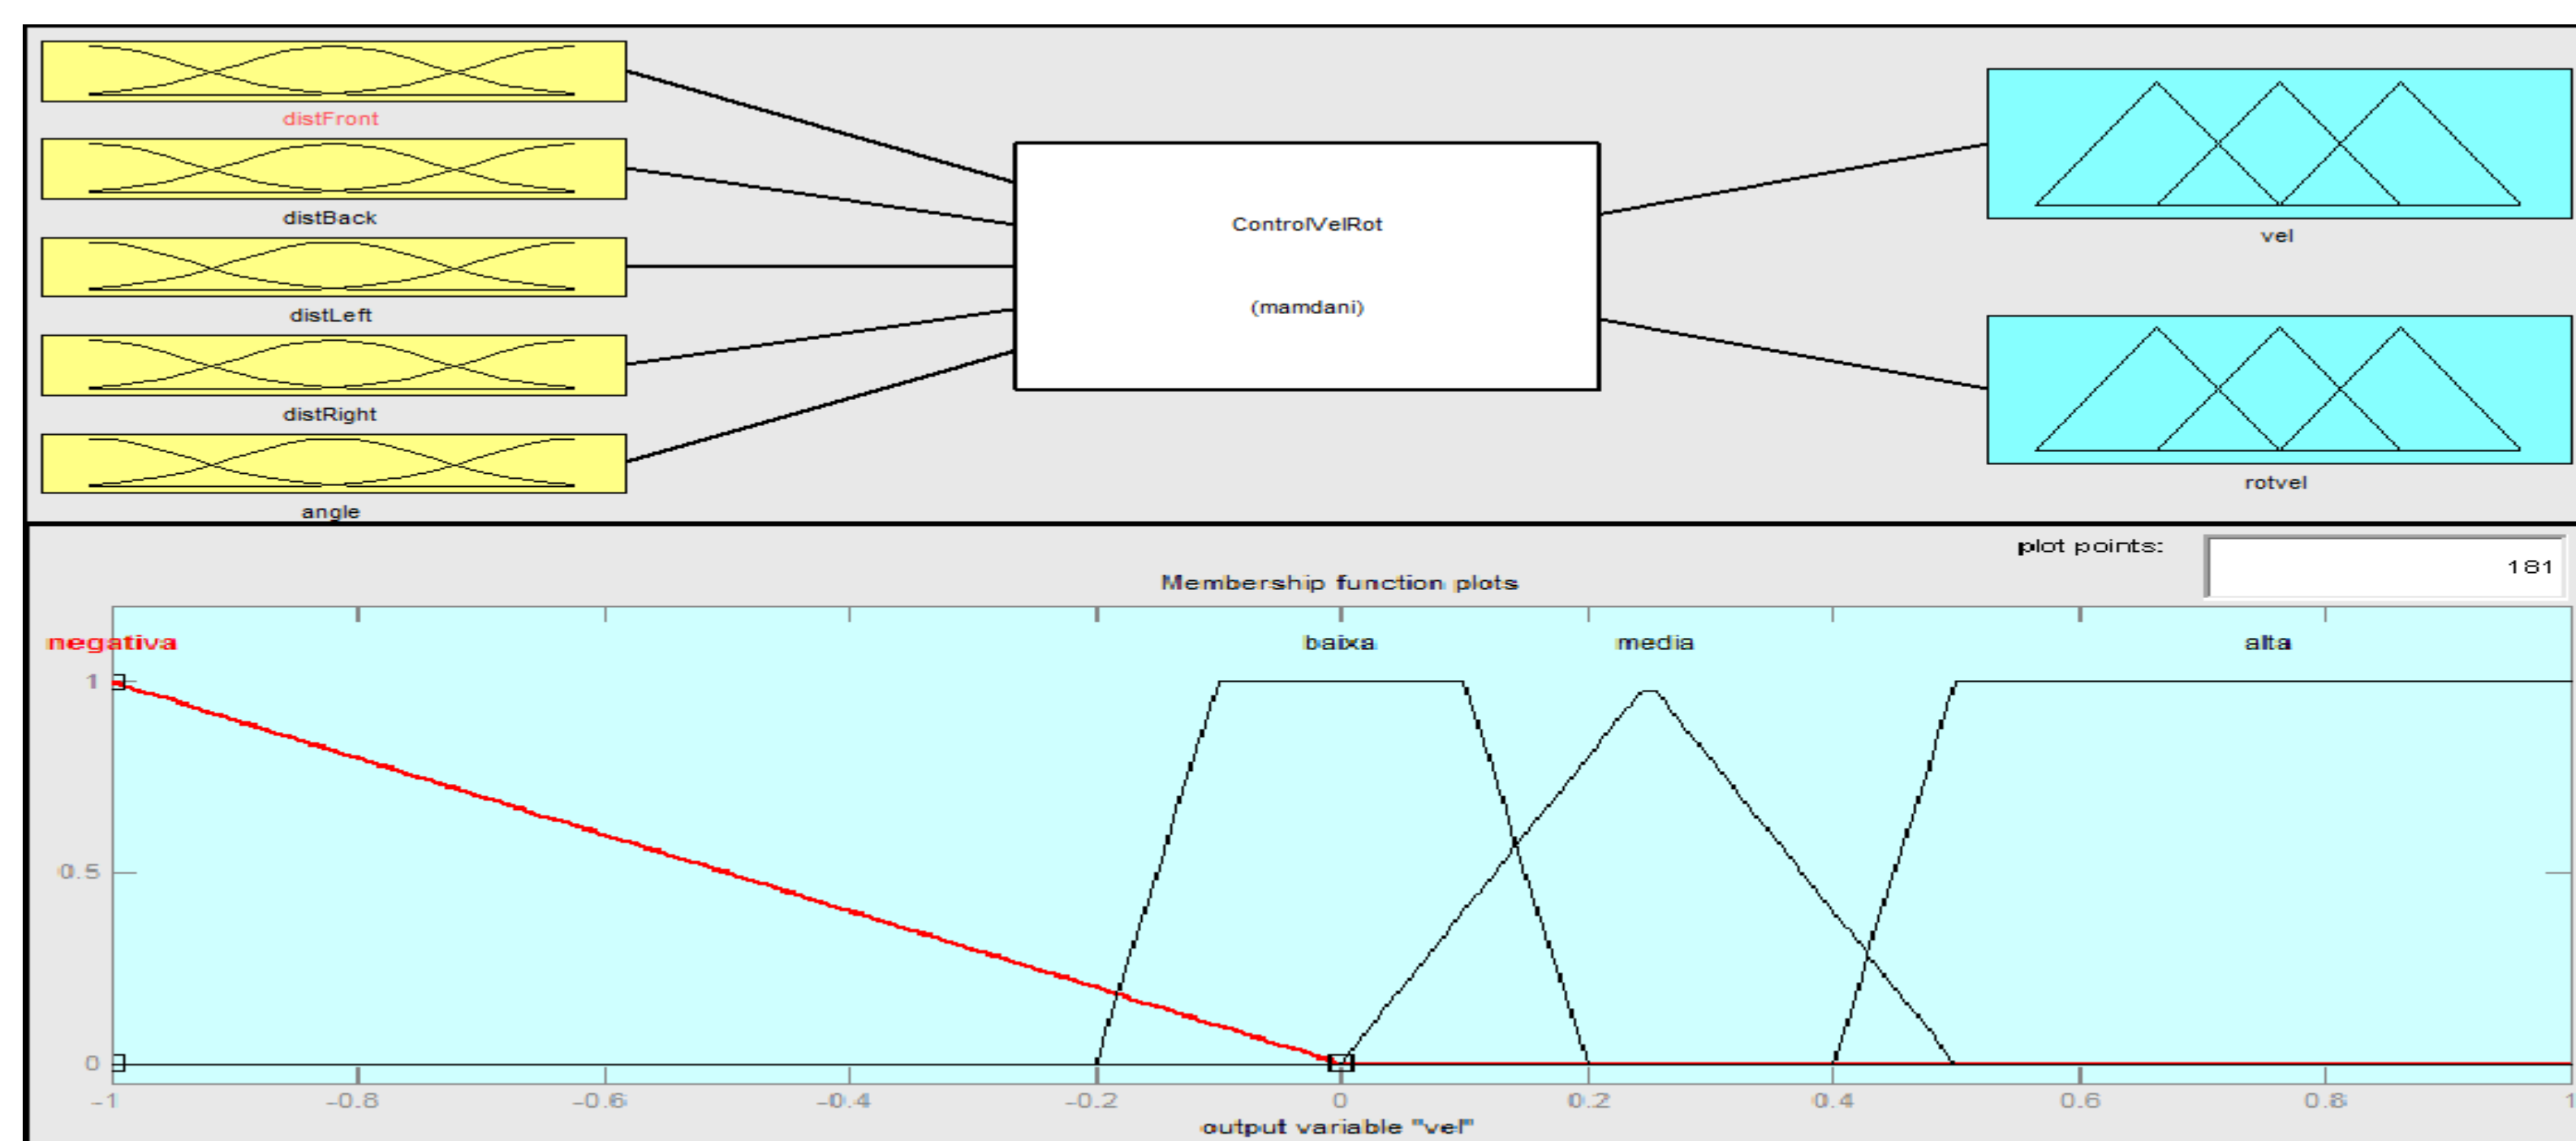 distFront
distBack
distLeft
distRight
angle
ControlVelRot
(mamdani)
vel
rotvel
plot points:
181
Membership function plots
negativa
baixa
media
alta
1
0.5
0
-1
-0.8
-0.6
-0.4
-0.2
0
0.2
0.4
0.6
0.8
1
output variable "vel"